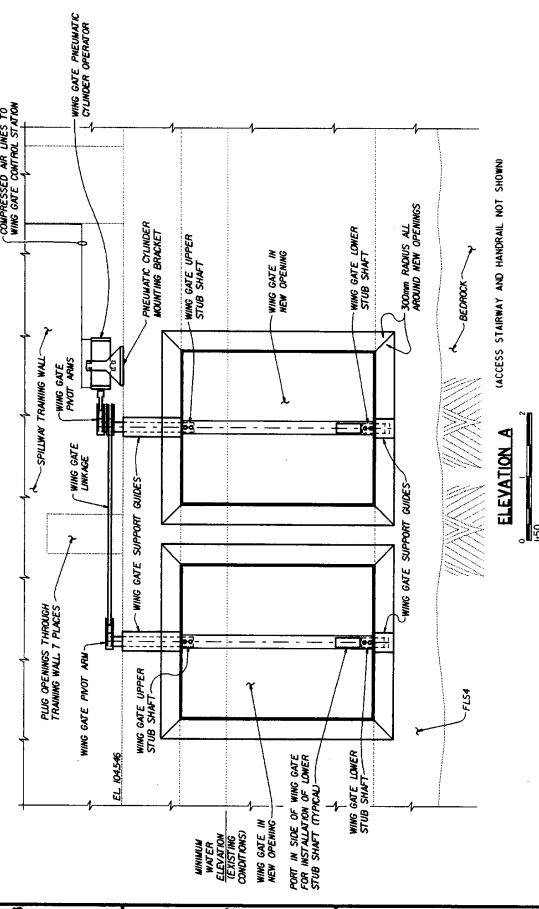 COMPRESSED AIR LINES TO
WING GATE CONTROL STATION
WING GATE PNEUMATIC
CYLINDER OPERATOR
SPILLWAY TRAINING WALL
WING GATE
PIVOT ARMS
PNEUMATIC CYLINDER
MOUNTING BRACKET
WING GATE
LINKAGE
PLUG OPENINGS THROUGH
TRAINING WALL 7 PLACES
WING GATE PIVOT ARM
EL 104.546
WING GATE SUPPORT GUIDES
WING GATE UPPER
STUB SHAFT
WING GATE UPPER
STUB SHAFT
MINIMUM
WATER
ELEVATION
(EXISTING
CONDITIONS)
WING GATE IN
NEW OPENING
WING GATE IN
NEW OPENING
PORT IN SIDE OF WING GATE
FOR INSTALLATION OF LOWER
STUB SHAFT (TYPICAL)
WING GATE LOWER
STUB SHAFT
WING GATE LOWER
STUB SHAFT
300mm RADIUS ALL
AROUND NEW OPENINGS
WING GATE SUPPORT GUIDES
FLS4
BEDROCK
ELEVATION A
(ACCESS STAIRWAY AND HANDRAIL NOT SHOWN)
0 1 2
1:50